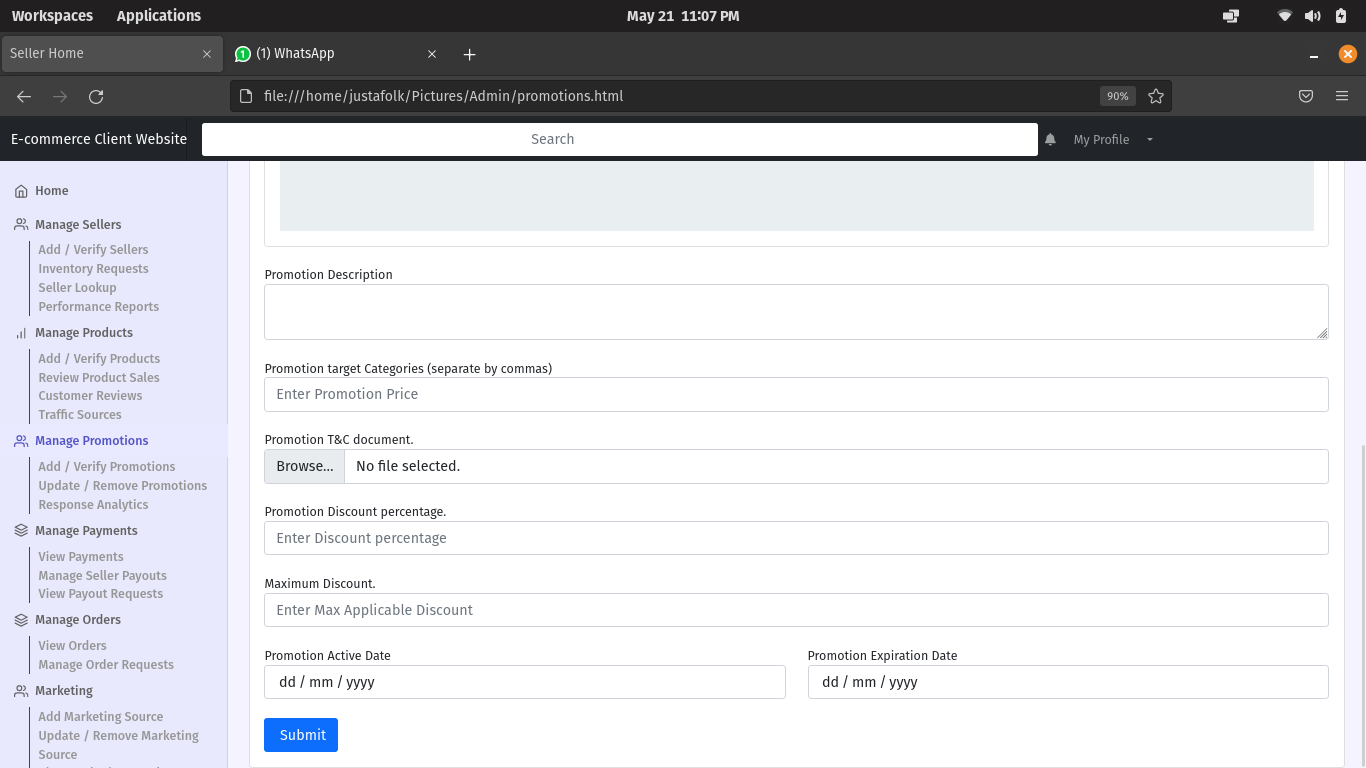 Workspaces Applications May 21 11:07 PM
Seller Home 1 (1) WhatsApp
file:///home/justafolk/Pictures/Admin/promotions.html 90%
E-commerce Client Website Search My Profile
Home
Manage Sellers
Add / Verify Sellers
Inventory Requests
Seller Lookup
Performance Reports
Manage Products
Add / Verify Products
Review Product Sales
Customer Reviews
Traffic Sources
Manage Promotions
Add / Verify Promotions
Update / Remove Promotions
Response Analytics
Manage Payments
View Payments
Manage Seller Payouts
View Payout Requests
Manage Orders
View Orders
Manage Order Requests
Marketing
Add Marketing Source
Update / Remove Marketing
Source
Promotion Description
Promotion target Categories (separate by commas)
Enter Promotion Price
Promotion T&C document.
Browse... No file selected.
Promotion Discount percentage.
Enter Discount percentage
Maximum Discount.
Enter Max Applicable Discount
Promotion Active Date Promotion Expiration Date
dd / mm / yyyy dd / mm / yyyy
Submit